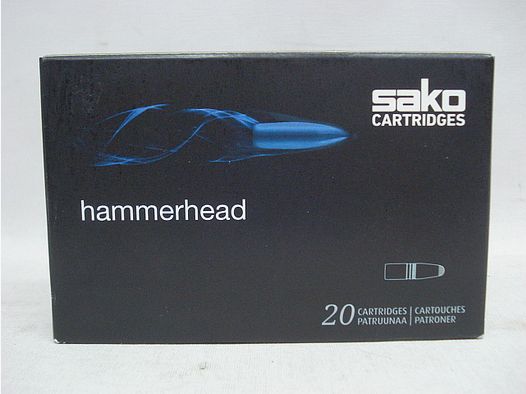 sako
CARTRIDGES
hammerhead
20 CARTRIDGES | CARTOUCHES
PATRUUNAA | PATRONER